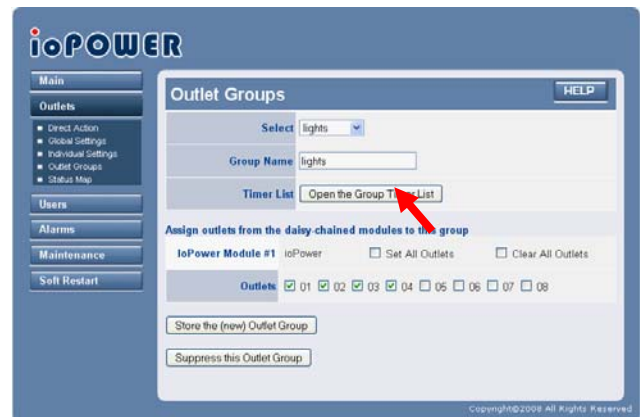 ioPOWER
Main
Outlets
Direct Action
Global Settings
Individual Settings
Outlet Groups
Status Map
Users
Alarms
Maintenance
Soft Restart
Outlet Groups
HELP
Select lights
Group Name lights
Timer List Open the Group Timer List
Assign outlets from the daisy-chained modules to this group
IoPower Module #1 ioPower Set All Outlets Clear All Outlets
Outlets 01 02 03 04 05 06 07 08
Store the (new) Outlet Group
Suppress this Outlet Group
Copyright@2008 All Rights Reserved